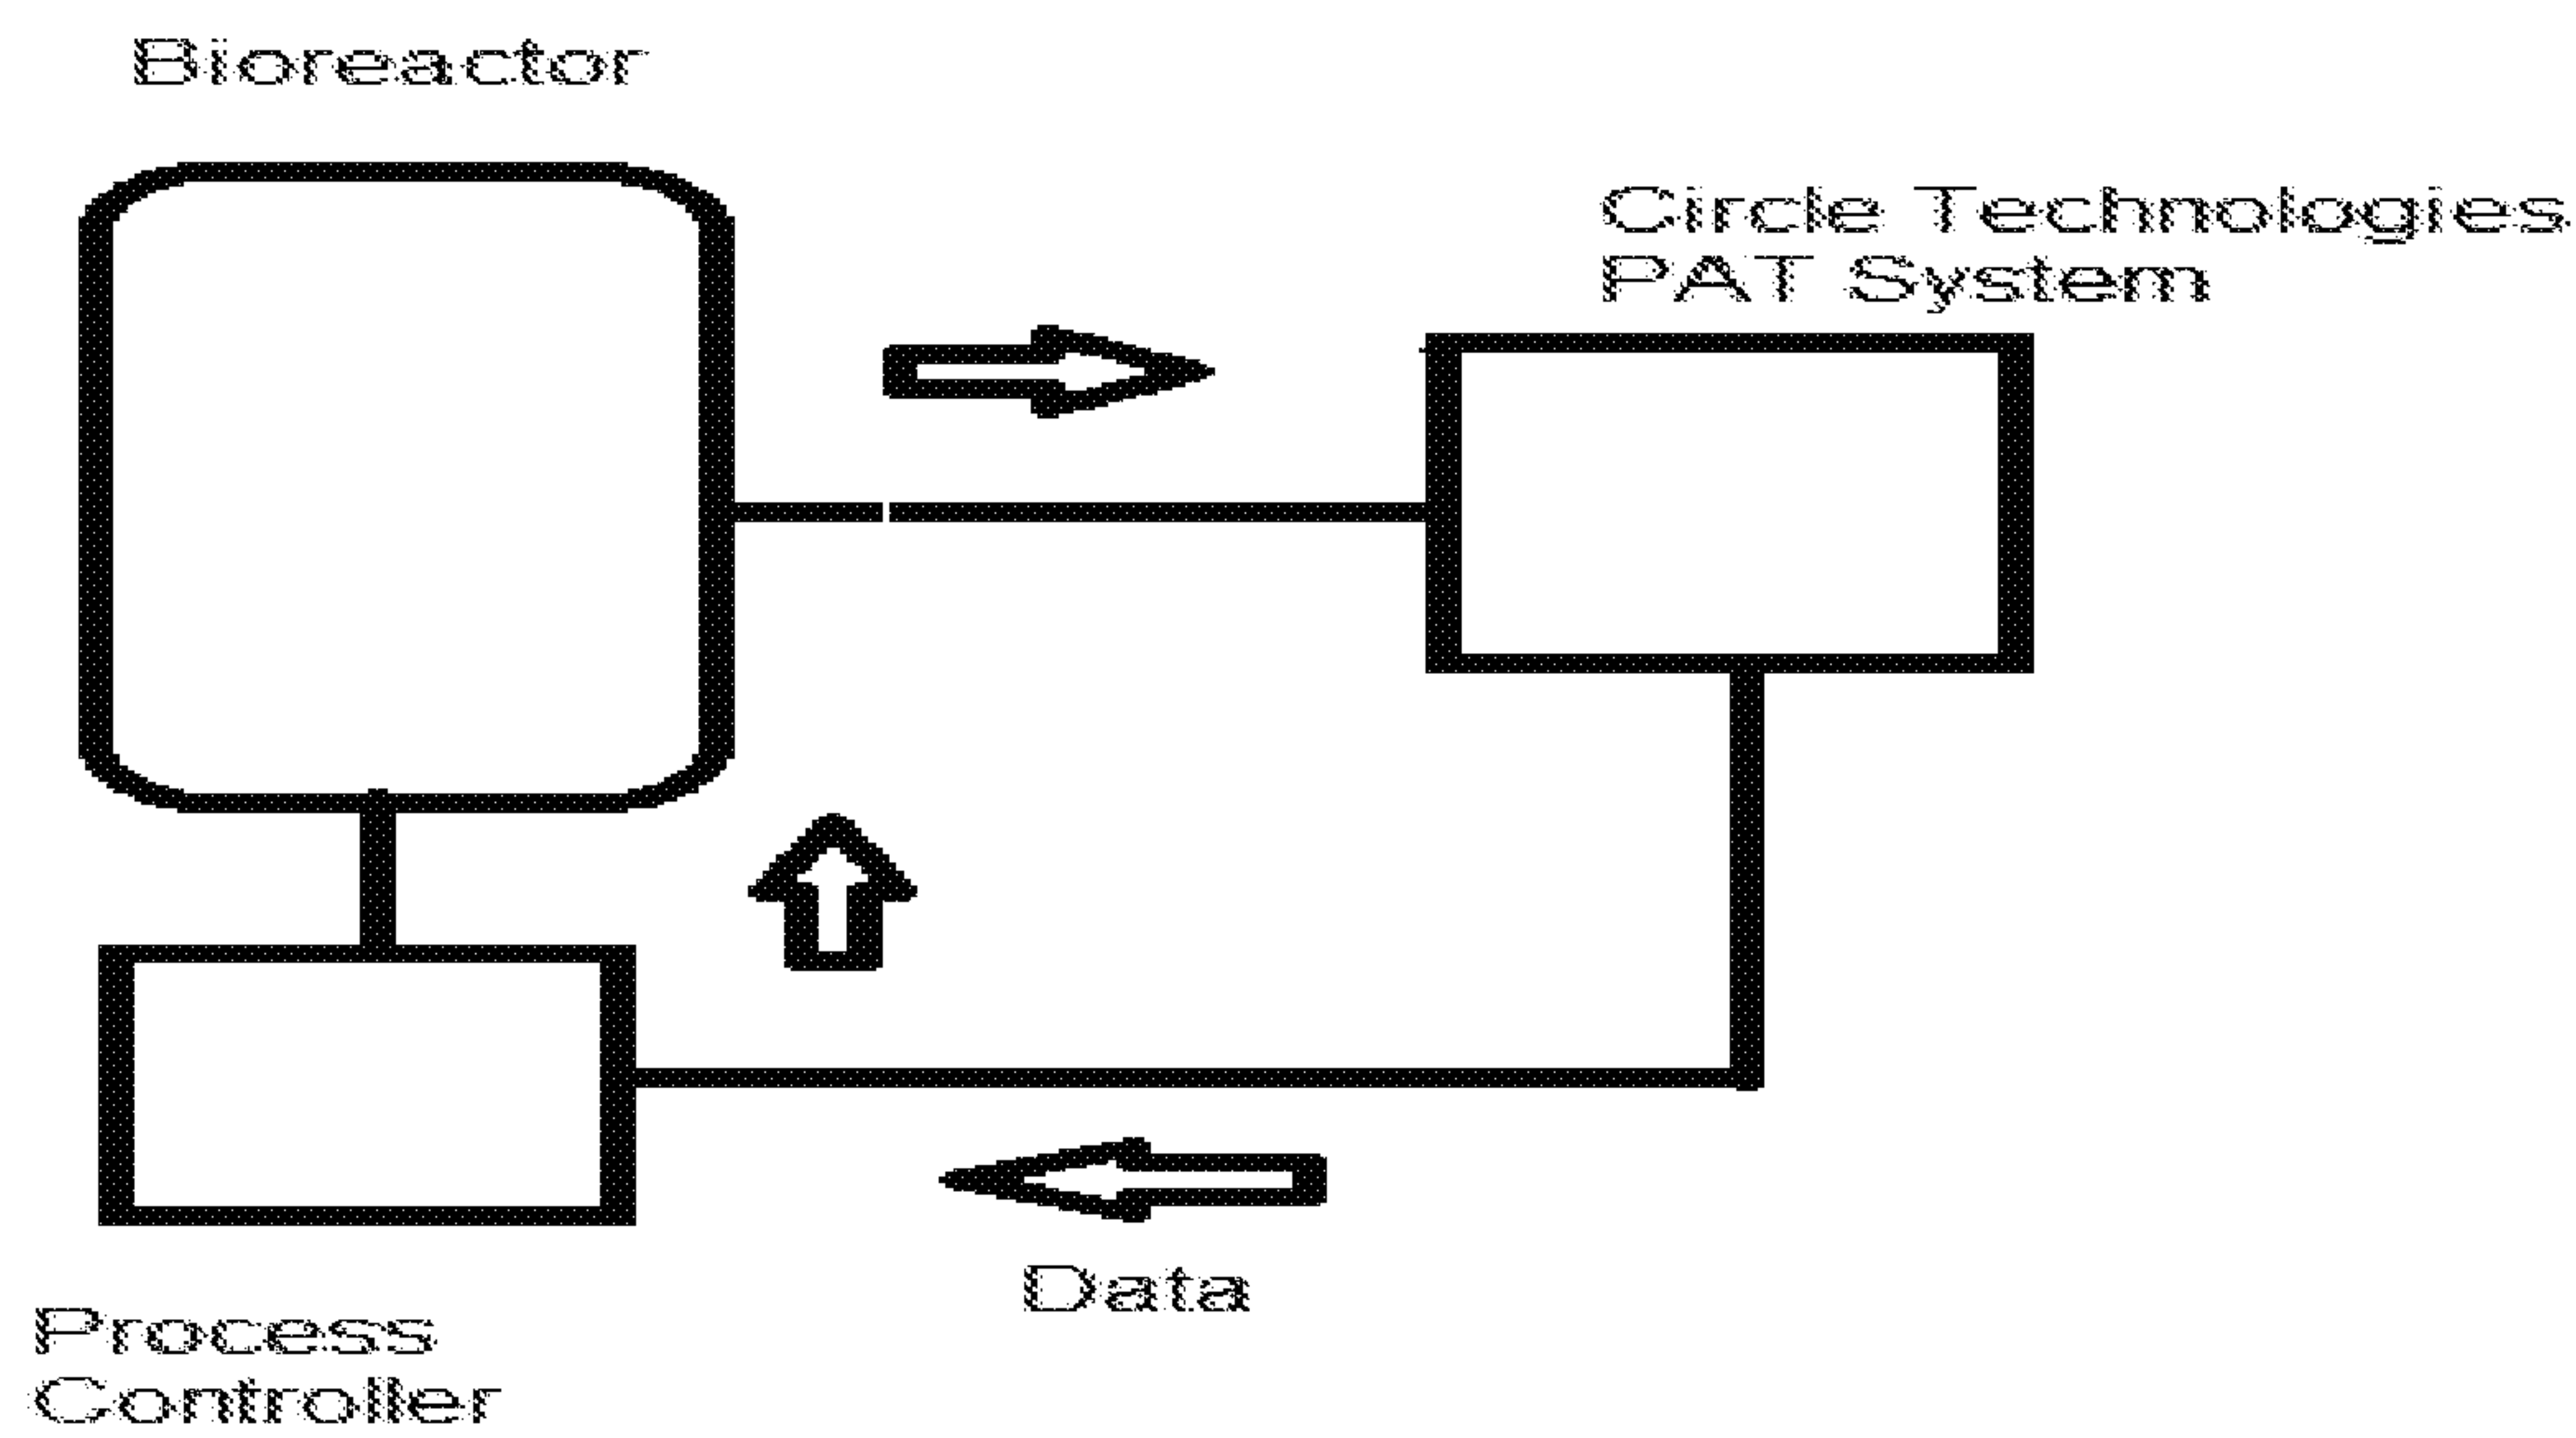 Bioreactor
Circle Technologies
PAT System
Data
Process
Controller